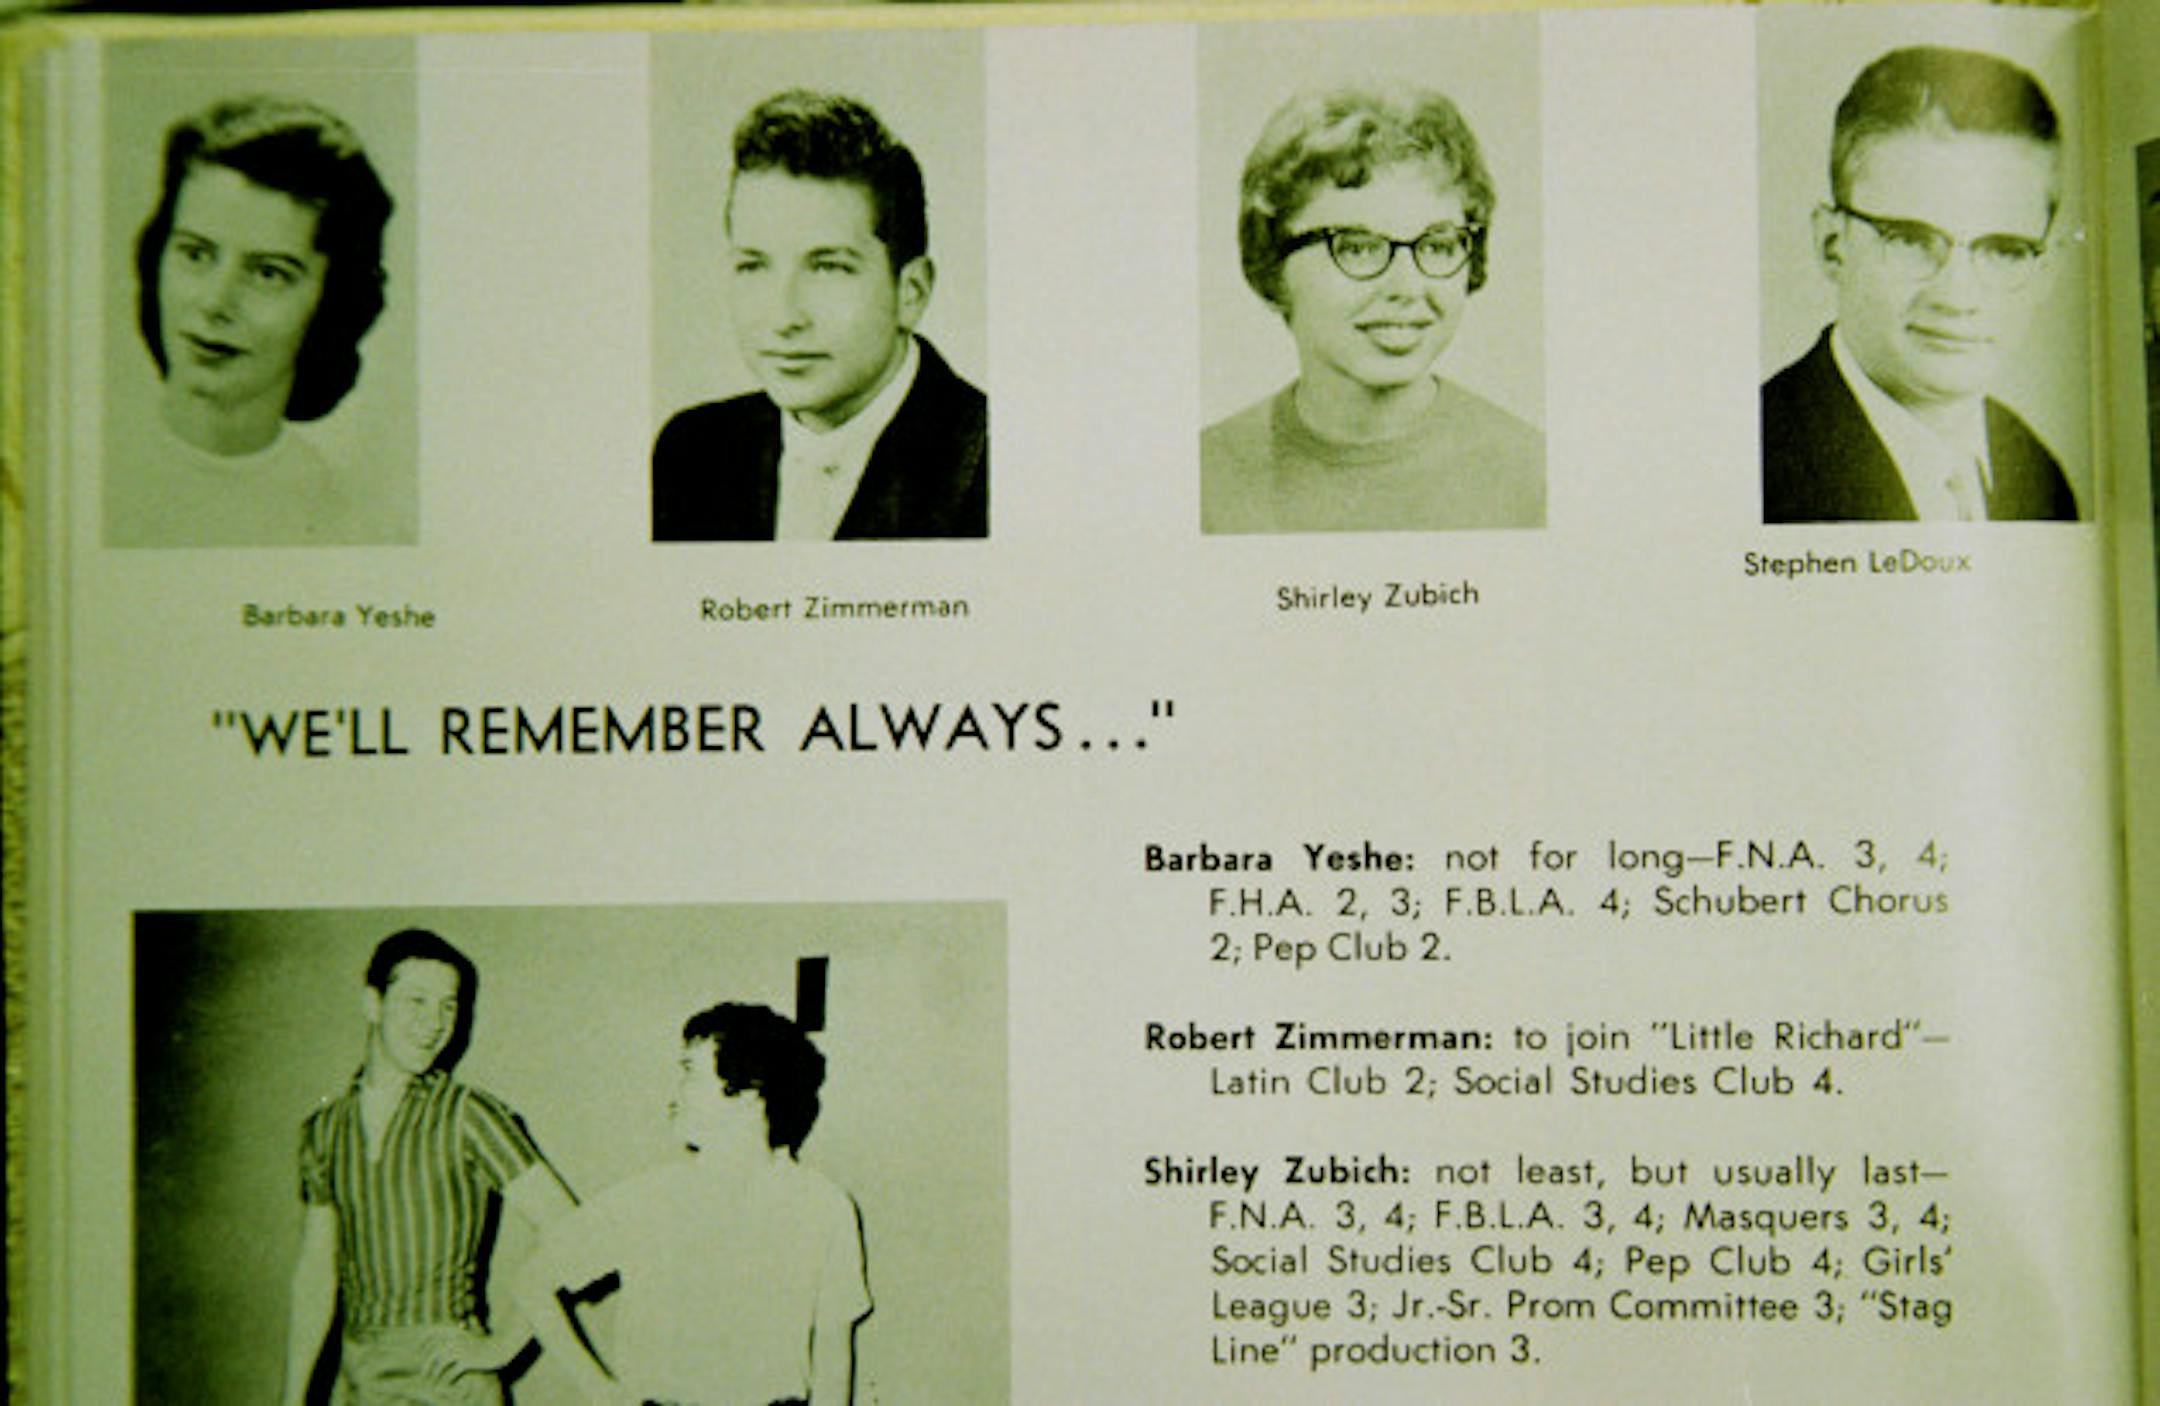 Barbara Yeshe
Robert Zimmerman
Shirley Zubich
Stephen LeDoux
"WE'LL REMEMBER ALWAYS..."
Barbara Yeshe: not for long—F.N.A. 3, 4;
F.H.A. 2, 3; F.B.L.A. 4; Schubert Chorus
2; Pep Club 2.
Robert Zimmerman: to join "Little Richard"—
Latin Club 2; Social Studies Club 4.
Shirley Zubich: not least, but usually last—
F.N.A. 3, 4; F.B.L.A. 3, 4; Masquers 3, 4;
Social Studies Club 4; Pep Club 4; Girls'
League 3; Jr.-Sr. Prom Committee 3; "Stag
Line" production 3.